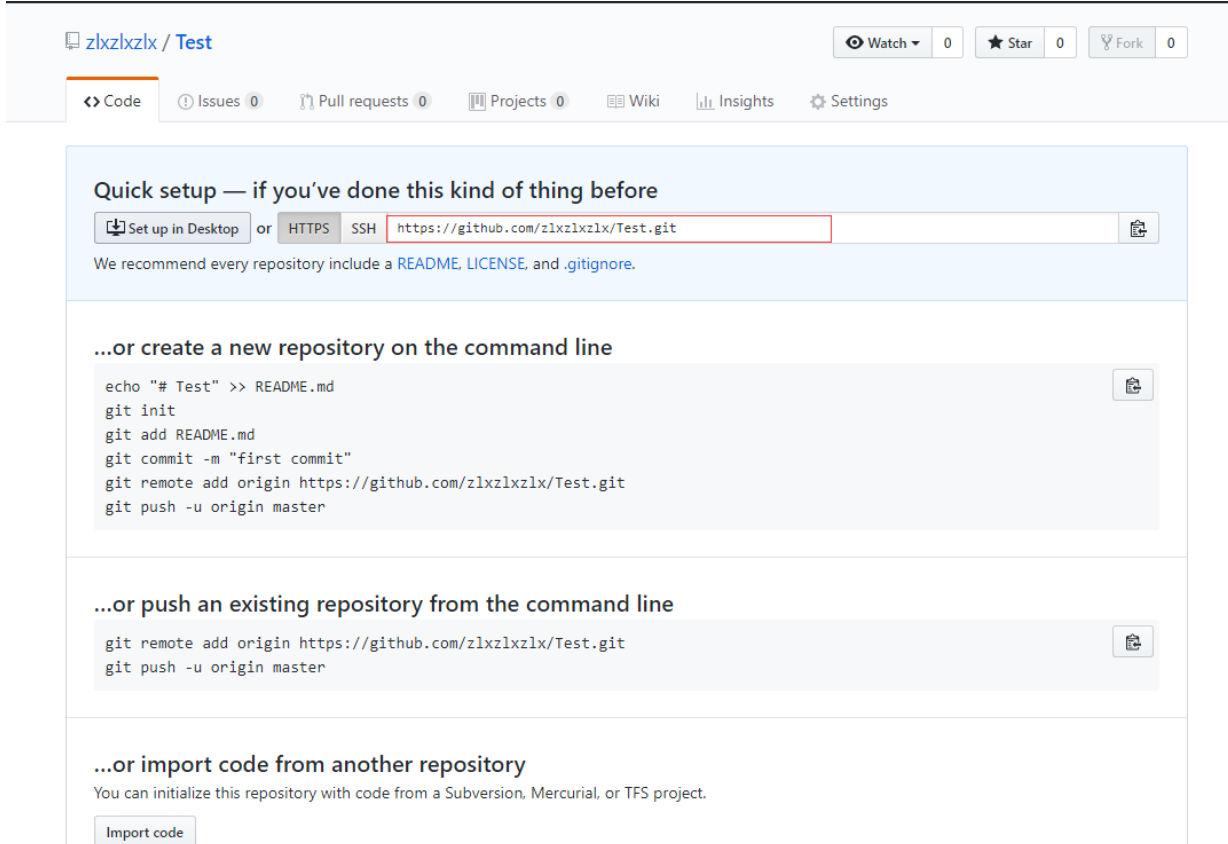 zlxzlxzlx / Test
Watch 0 Star 0 Fork 0
Code Issues 0 Pull requests 0 Projects 0 Wiki Insights Settings
Quick setup — if you’ve done this kind of thing before
Set up in Desktop or HTTPS SSH https://github.com/zlxzlxzlx/Test.git
We recommend every repository include a README, LICENSE, and .gitignore.
…or create a new repository on the command line
echo "# Test" >> README.md
git init
git add README.md
git commit -m "first commit"
git remote add origin https://github.com/zlxzlxzlx/Test.git
git push -u origin master
…or push an existing repository from the command line
git remote add origin https://github.com/zlxzlxzlx/Test.git
git push -u origin master
…or import code from another repository
You can initialize this repository with code from a Subversion, Mercurial, or TFS project.
Import code